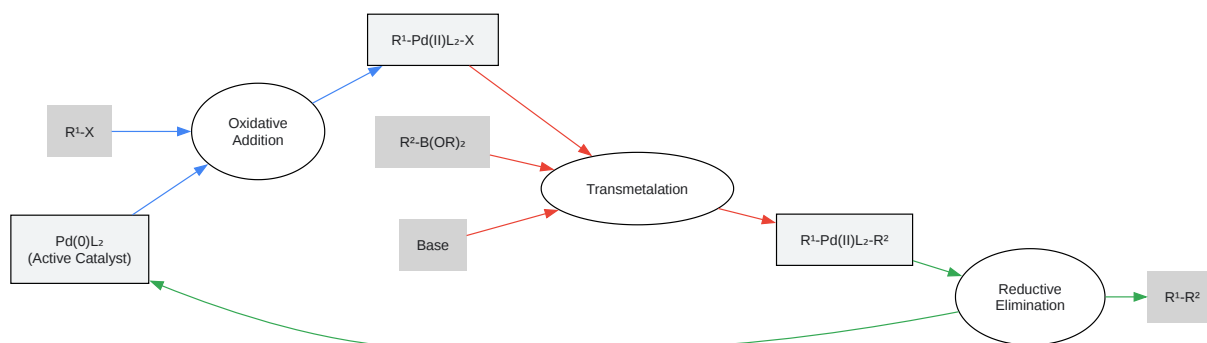 R¹-Pd(II)L₂-X
Oxidative
Addition
R¹-X
R²-B(OR)₂
Transmetalation
Base
Pd(0)L₂
(Active Catalyst)
R¹-Pd(II)L₂-R²
Reductive
Elimination
R¹-R²